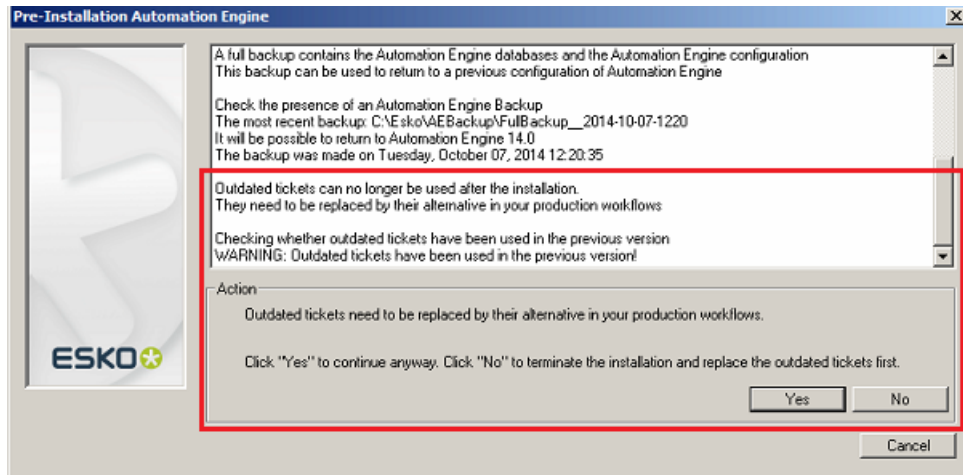 Pre-Installation Automation Engine
A full backup contains the Automation Engine databases and the Automation Engine configuration
This backup can be used to return to a previous configuration of Automation Engine
Check the presence of an Automation Engine Backup
The most recent backup: C:\Esko\AEBackup\FullBackup__2014-10-07-1220
It will be possible to return to Automation Engine 14.0
The backup was made on Tuesday, October 07, 2014 12:20:35
Outdated tickets can no longer be used after the installation.
They need to be replaced by their alternative in your production workflows
Checking whether outdated tickets have been used in the previous version
WARNING: Outdated tickets have been used in the previous version!
Action
Outdated tickets need to be replaced by their alternative in your production workflows.
ESKO
Click "Yes" to continue anyway. Click "No" to terminate the installation and replace the outdated tickets first.
Yes
No
Cancel